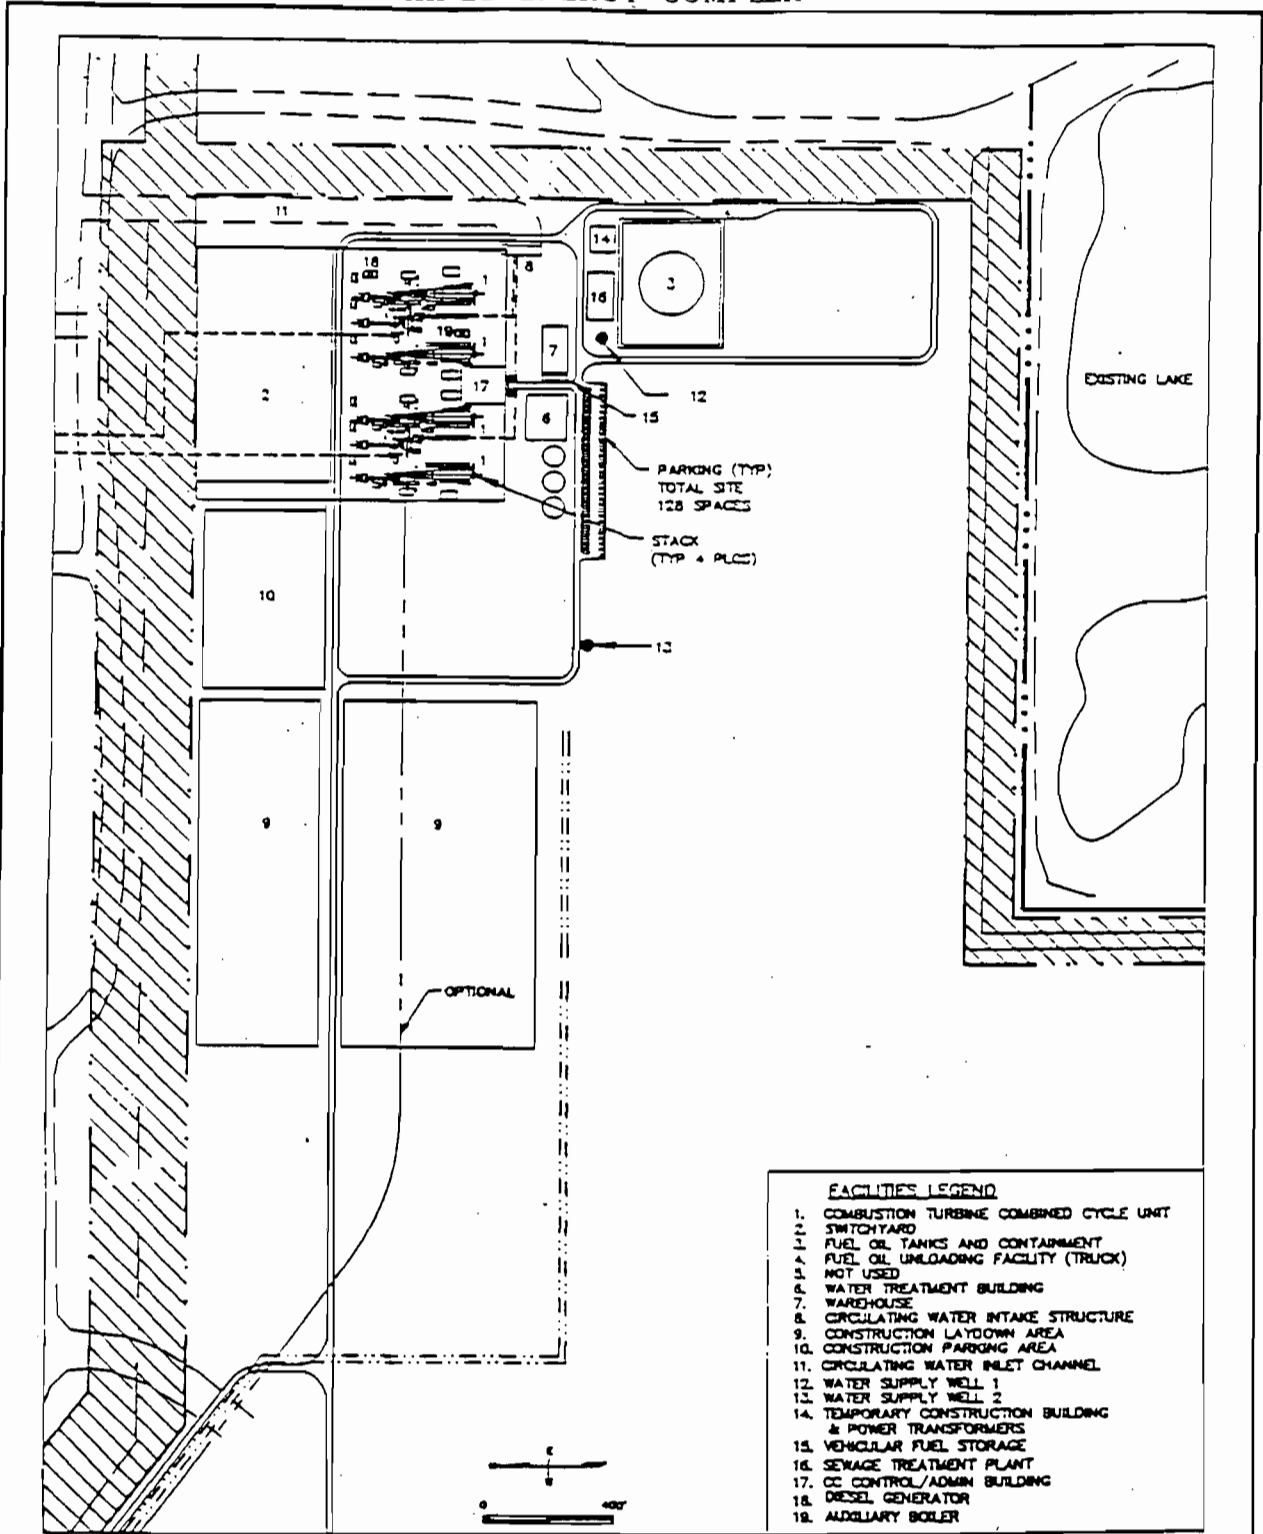 11
18
1
8
14
3
16
19
1
7
2
17
12
15
6
1
PARKING (TYP)
TOTAL SITE
128 SPACES
STACK
(TYP 4 PLCS)
1
EXISTING LAKE
10
13
9
9
OPTIONAL
FACILITIES LEGEND
1. COMBUSTION TURBINE COMBINED CYCLE UNIT
2. SWITCHYARD
3. FUEL OIL TANKS AND CONTAINMENT
4. FUEL OIL UNLOADING FACILITY (TRUCK)
5. NOT USED
6. WATER TREATMENT BUILDING
7. WAREHOUSE
8. CIRCULATING WATER INTAKE STRUCTURE
9. CONSTRUCTION LAYDOWN AREA
10. CONSTRUCTION PARKING AREA
11. CIRCULATING WATER INLET CHANNEL
12. WATER SUPPLY WELL 1
13. WATER SUPPLY WELL 2
14. TEMPORARY CONSTRUCTION BUILDING
& POWER TRANSFORMERS
15. VEHICULAR FUEL STORAGE
16. SEWAGE TREATMENT PLANT
17. CC CONTROL/ADMIN BUILDING
18. DIESEL GENERATOR
19. AUXILIARY BOILER
0 400'